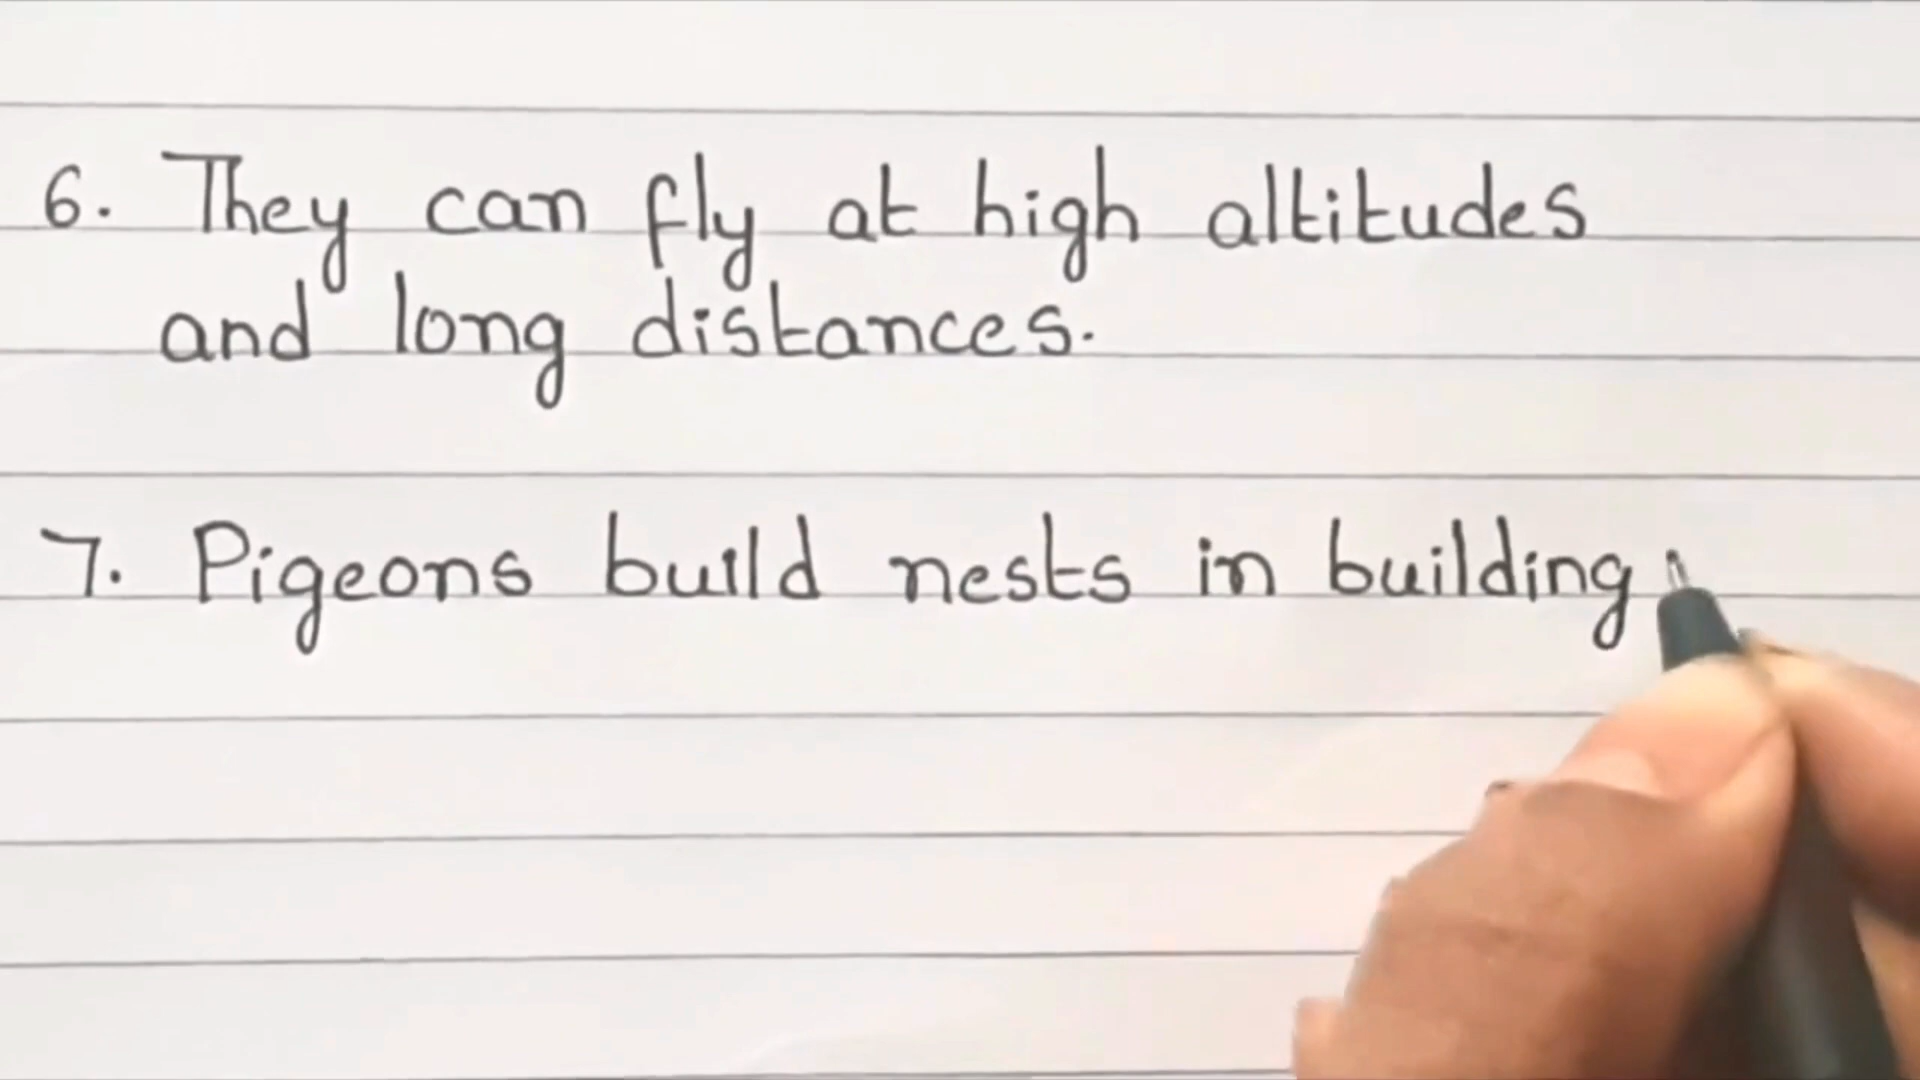 6. They can fly at high altitudes
and long distances.
7. Pigeons build nests in building